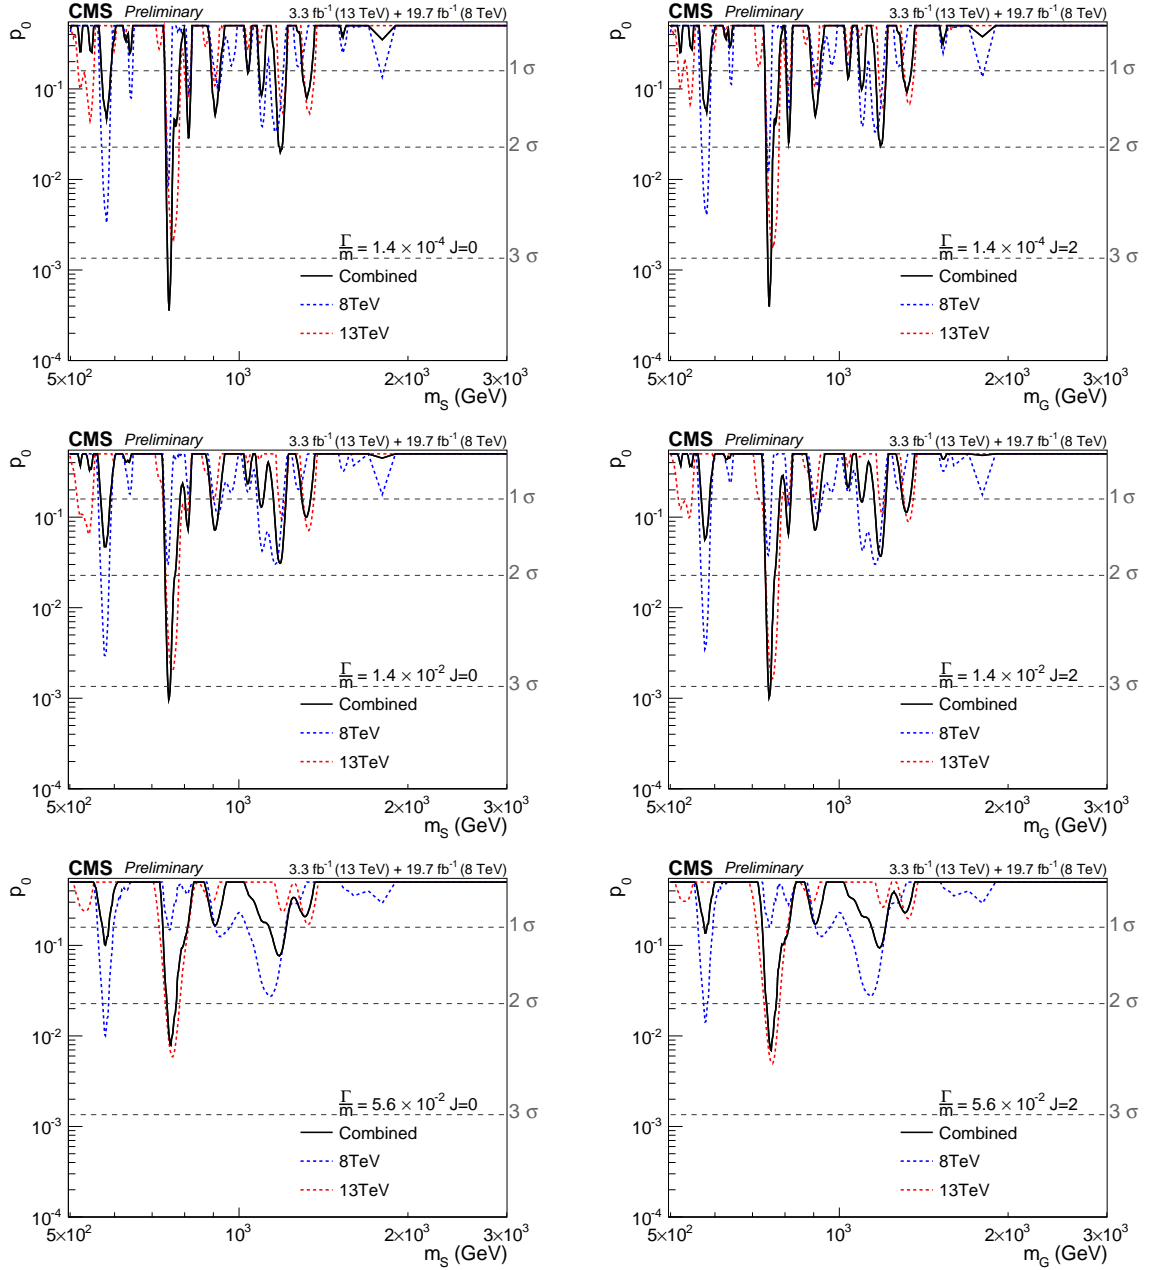 CMS Preliminary 3.3 fb⁻¹ (13 TeV) + 19.7 fb⁻¹ (8 TeV)
p₀
10⁻¹
10⁻²
10⁻³
10⁻⁴
1 σ
2 σ
3 σ
Γ/m = 1.4 × 10⁻⁴ J=0
Combined
8TeV
13TeV
5×10² 10³ 2×10³ 3×10³
m_S (GeV)
CMS Preliminary 3.3 fb⁻¹ (13 TeV) + 19.7 fb⁻¹ (8 TeV)
p₀
10⁻¹
10⁻²
10⁻³
10⁻⁴
1 σ
2 σ
3 σ
Γ/m = 1.4 × 10⁻⁴ J=2
Combined
8TeV
13TeV
5×10² 10³ 2×10³ 3×10³
m_G (GeV)
CMS Preliminary 3.3 fb⁻¹ (13 TeV) + 19.7 fb⁻¹ (8 TeV)
p₀
10⁻¹
10⁻²
10⁻³
10⁻⁴
1 σ
2 σ
3 σ
Γ/m = 1.4 × 10⁻² J=0
Combined
8TeV
13TeV
5×10² 10³ 2×10³ 3×10³
m_S (GeV)
CMS Preliminary 3.3 fb⁻¹ (13 TeV) + 19.7 fb⁻¹ (8 TeV)
p₀
10⁻¹
10⁻²
10⁻³
10⁻⁴
1 σ
2 σ
3 σ
Γ/m = 1.4 × 10⁻² J=2
Combined
8TeV
13TeV
5×10² 10³ 2×10³ 3×10³
m_G (GeV)
CMS Preliminary 3.3 fb⁻¹ (13 TeV) + 19.7 fb⁻¹ (8 TeV)
p₀
10⁻¹
10⁻²
10⁻³
10⁻⁴
1 σ
2 σ
3 σ
Γ/m = 5.6 × 10⁻² J=0
Combined
8TeV
13TeV
5×10² 10³ 2×10³ 3×10³
m_S (GeV)
CMS Preliminary 3.3 fb⁻¹ (13 TeV) + 19.7 fb⁻¹ (8 TeV)
p₀
10⁻¹
10⁻²
10⁻³
10⁻⁴
1 σ
2 σ
3 σ
Γ/m = 5.6 × 10⁻² J=2
Combined
8TeV
13TeV
5×10² 10³ 2×10³ 3×10³
m_G (GeV)